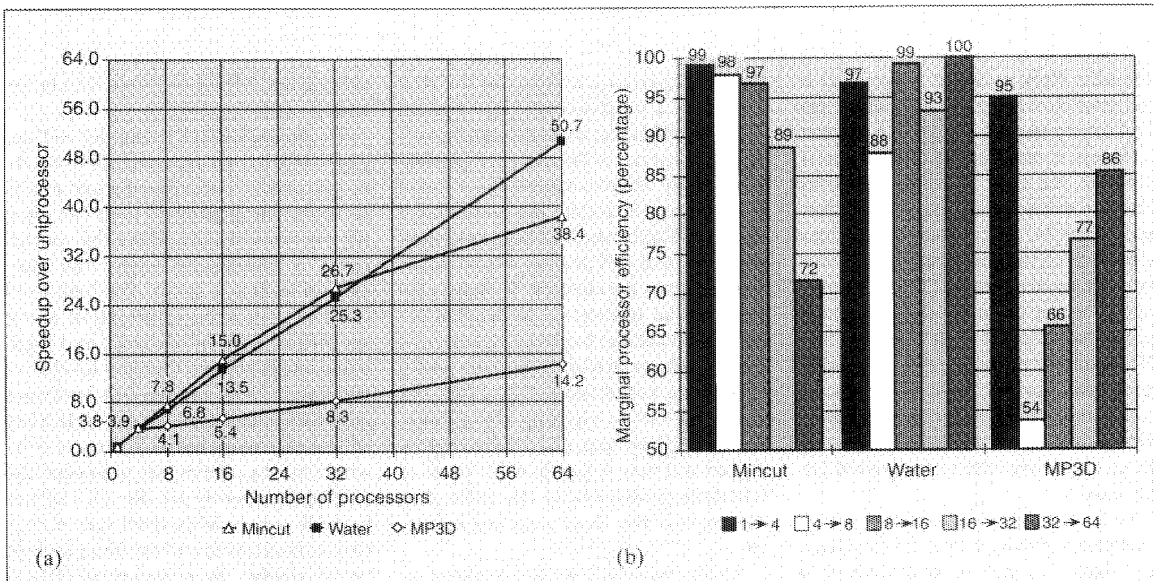 64.0
56.0
48.0
40.0
32.0
24.0
16.0
8.0
0.0
Speedup over uniprocessor
50.7
38.4
26.7
25.3
15.0
13.5
14.2
7.8
6.8
3.8-3.9
4.1
5.4
8.3
0 8 16 24 32 40 48 56 64
Number of processors
Mincut Water MP3D
(a)
100
95
90
85
80
75
70
65
60
55
50
Marginal processor efficiency (percentage)
99 98 97 89 72
97 88 99 93 100
95 54 66 77 86
Mincut Water MP3D
1→4 4→8 8→16 16→32 32→64
(b)